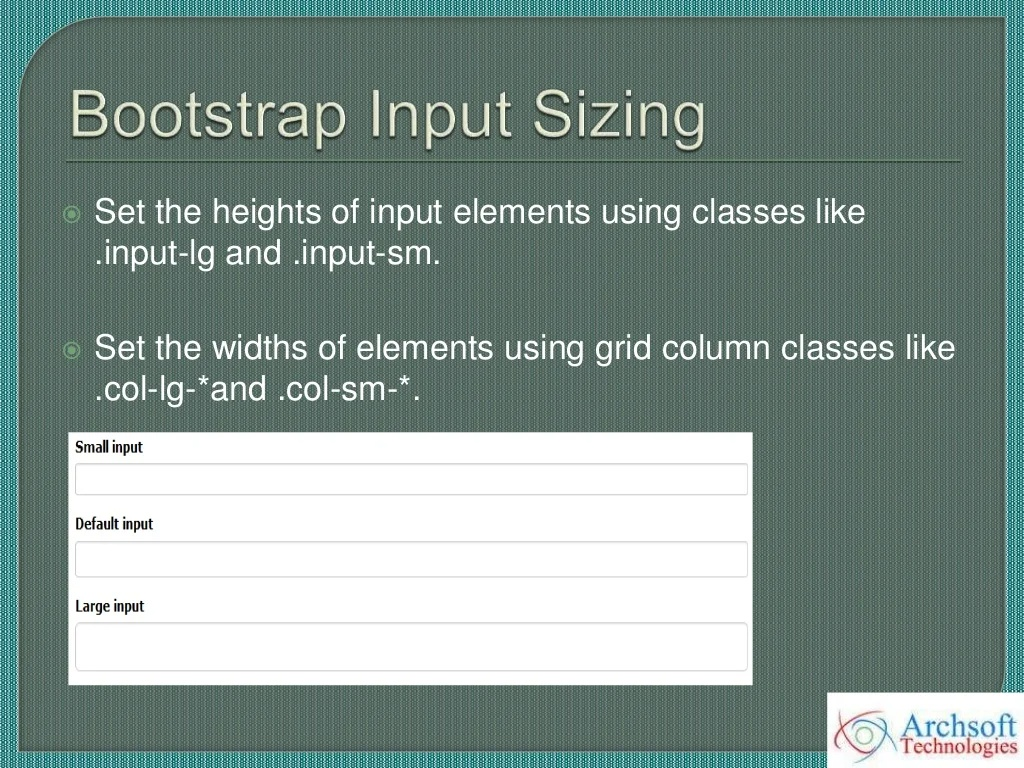 Bootstrap Input Sizing
Set the heights of input elements using classes like
.input-lg and .input-sm.
Set the widths of elements using grid column classes like
.col-lg-*and .col-sm-*.
Small input
Default input
Large input
Archsoft
Technologies